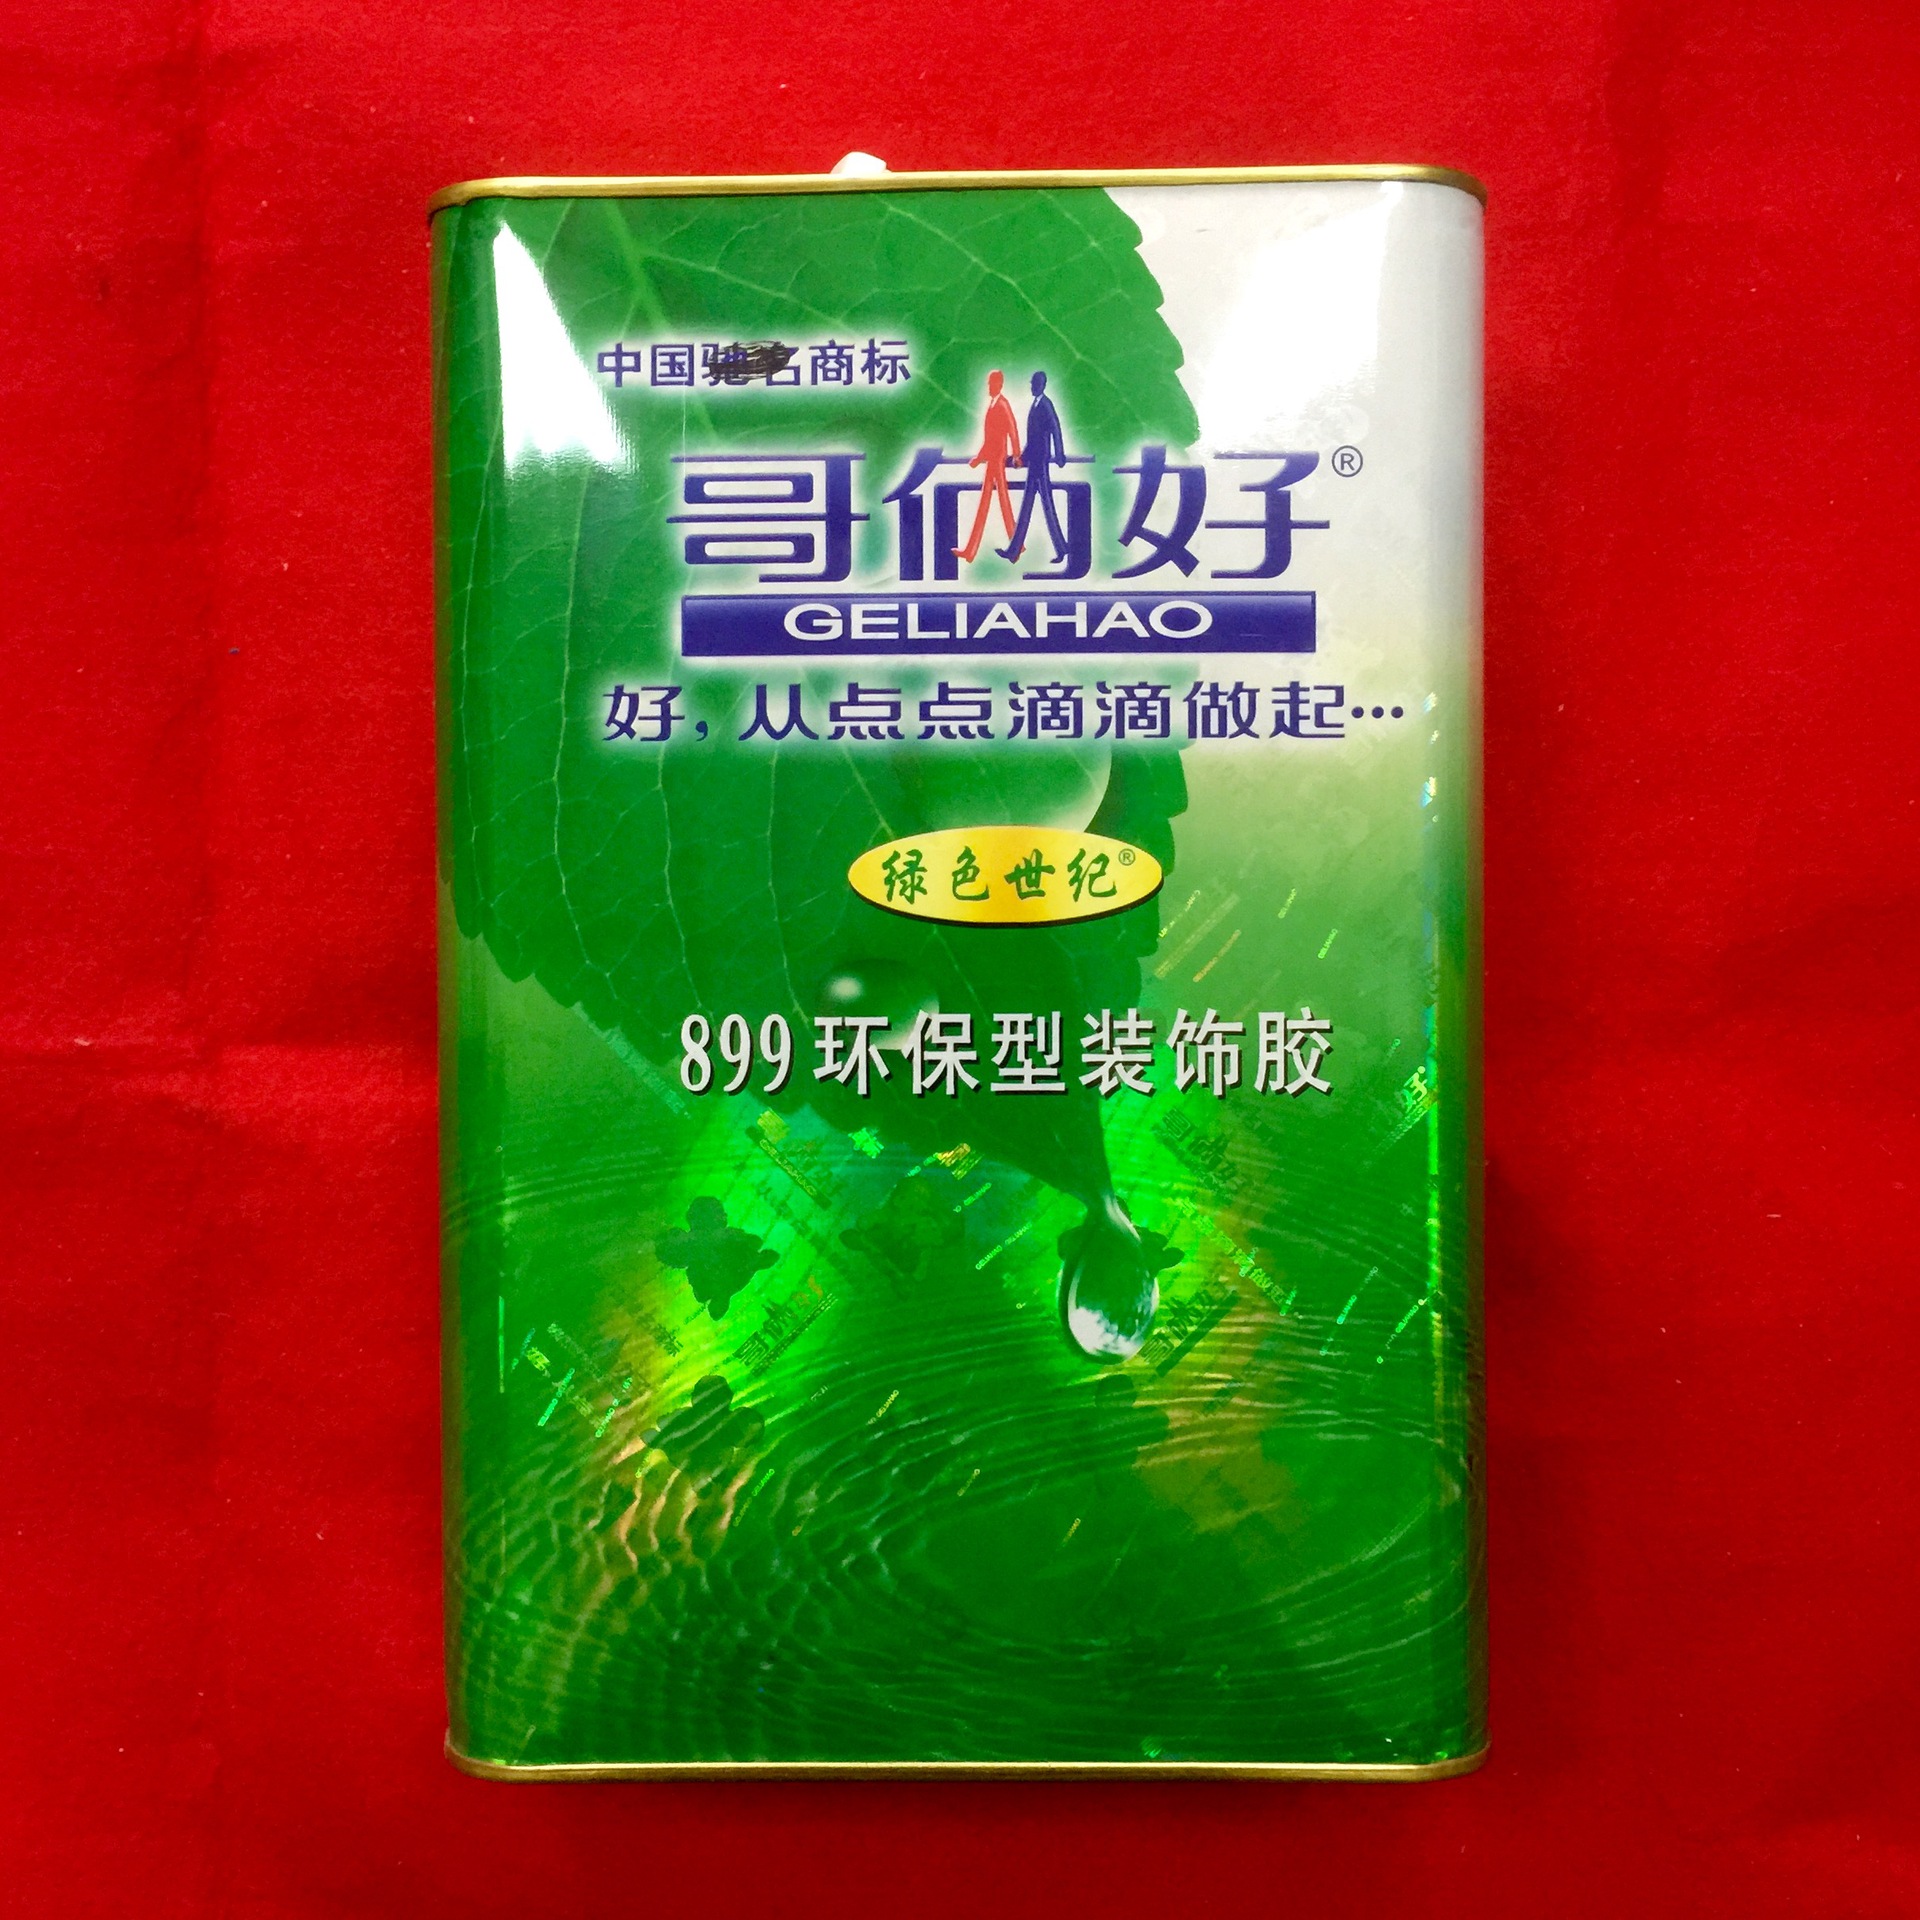 中国驰名商标
哥俩好®
GELIAHAO
好,从点点滴滴做起…
绿色世纪®
899环保型装饰胶